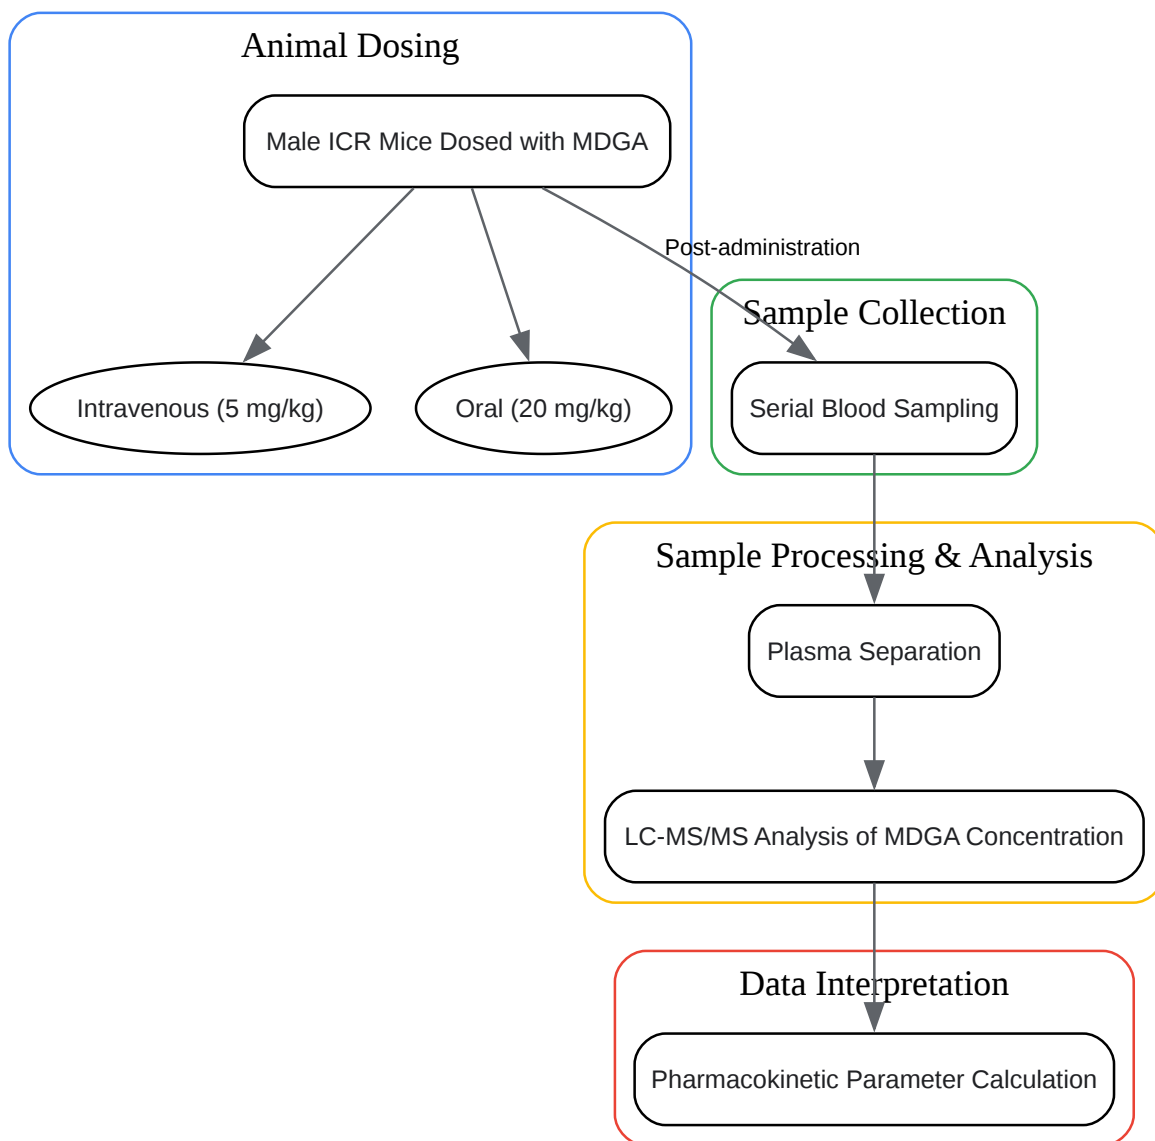 Animal Dosing
Male ICR Mice Dosed with MDGA
Post-administration
Sample Collection
Intravenous (5 mg/kg)
Oral (20 mg/kg)
Serial Blood Sampling
Sample Processing & Analysis
Plasma Separation
LC-MS/MS Analysis of MDGA Concentration
Data Interpretation
Pharmacokinetic Parameter Calculation